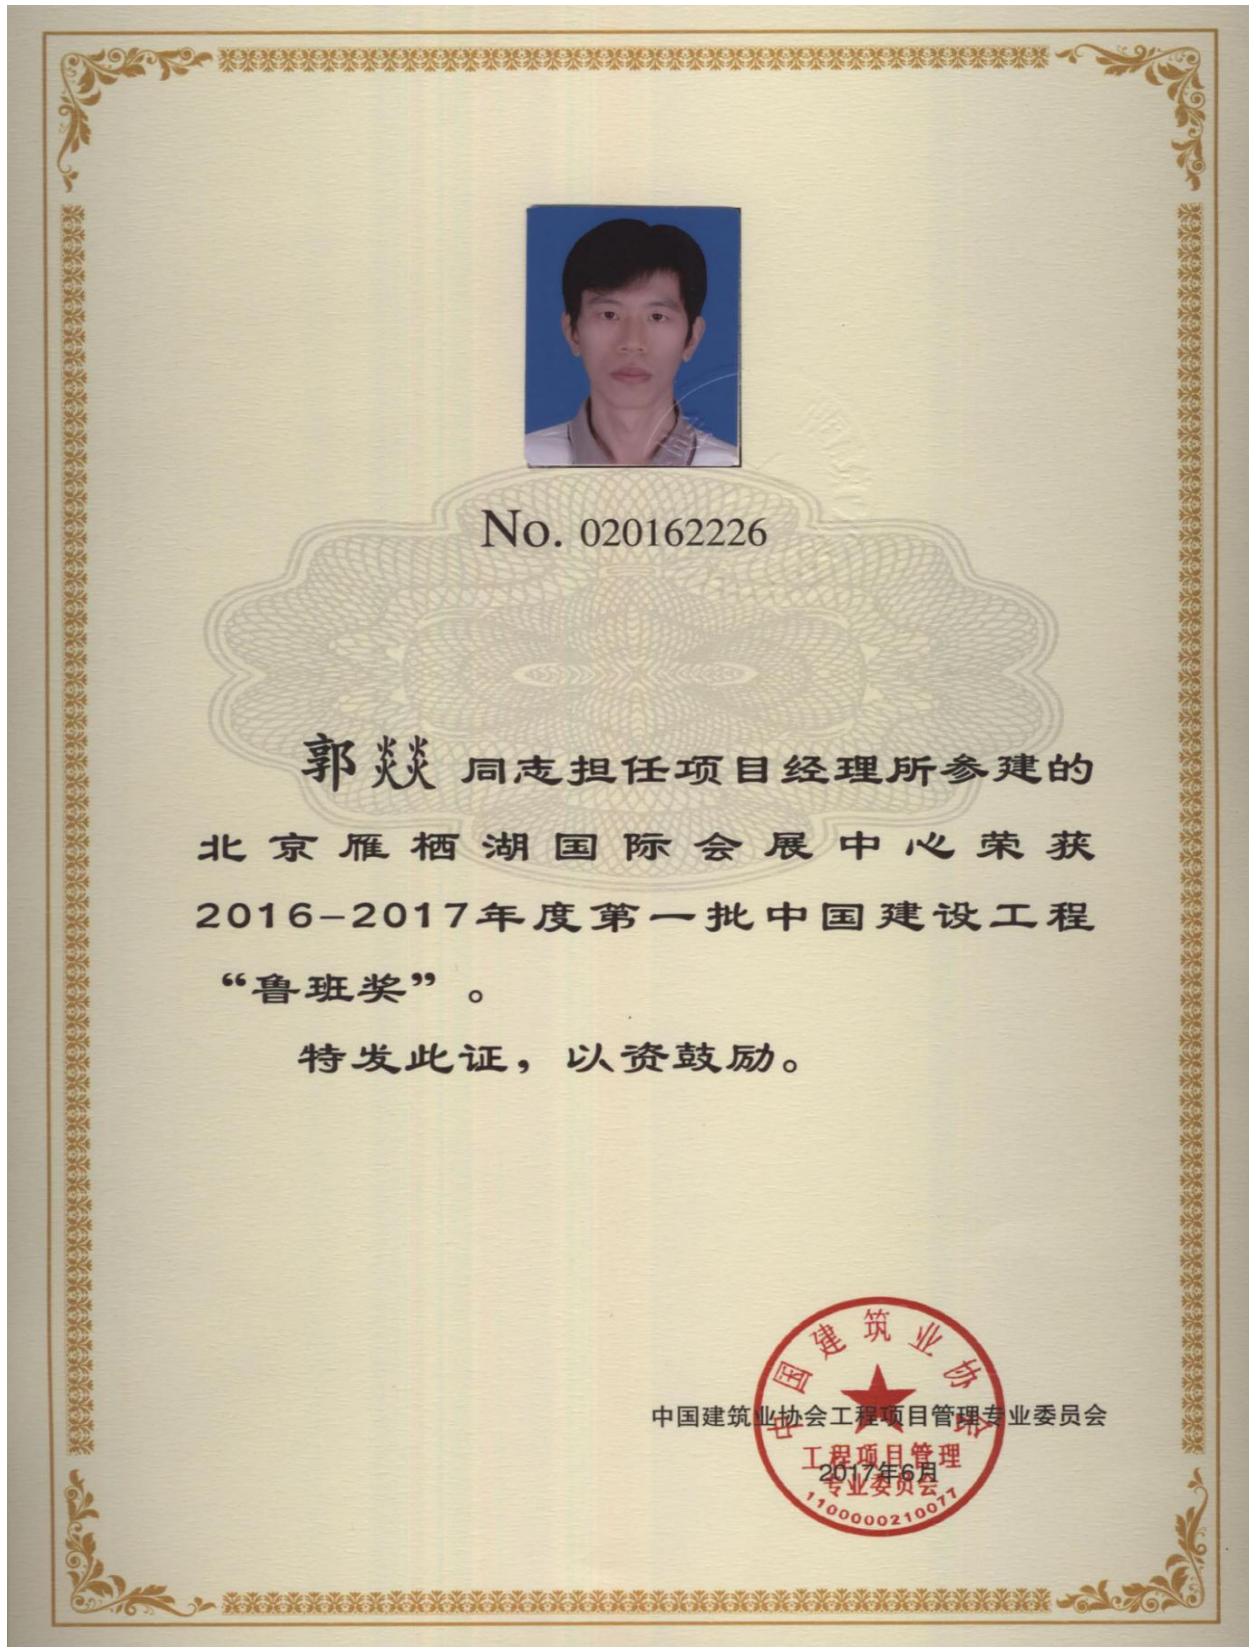 No. 020162226
郭燚 同志担任项目经理所参建的
北京雁栖湖国际会展中心荣获
2016-2017年度第一批中国建设工程
“鲁班奖”。
特发此证，以资鼓励。
中国建筑业协会
中国建筑业协会工程项目管理专业委员会
工程项目管理
2017年6月
专业委员会
1100000210077